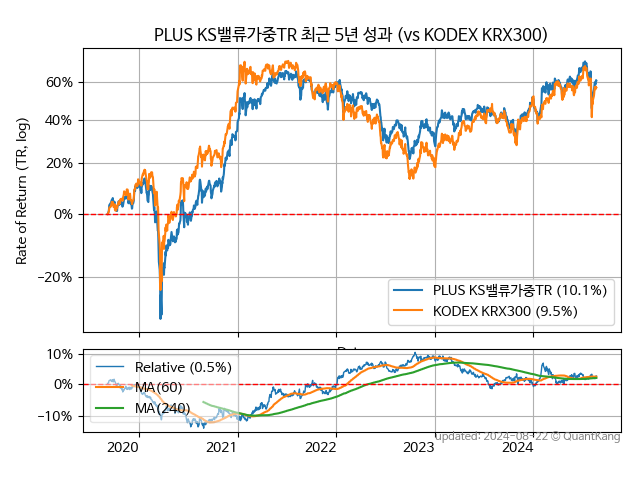 PLUS KS밸류가중TR 최근 5년 성과 (vs KODEX KRX300)
Rate of Return (TR, log)
60%
40%
20%
0%
−20%
PLUS KS밸류가중TR (10.1%)
KODEX KRX300 (9.5%)
10%
0%
−10%
Relative (0.5%)
MA(60)
MA(240)
2020
2021
2022
2023
2024
updated: 2024-08-22 © QuantKang